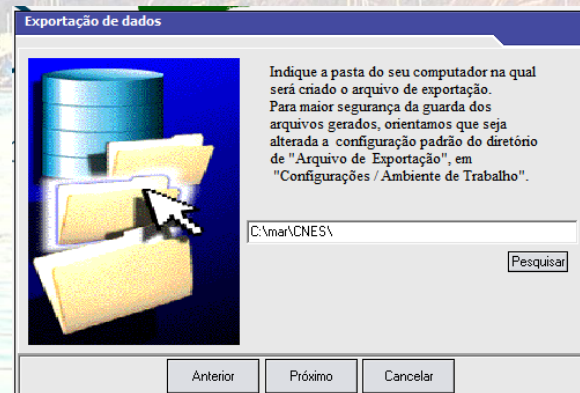 Exportação de dados
Indique a pasta do seu computador na qual
será criado o arquivo de exportação.
Para maior segurança da guarda dos
arquivos gerados, orientamos que seja
alterada a configuração padrão do diretório
de "Arquivo de Exportação", em
"Configurações / Ambiente de Trabalho".
C:\mar\CNES\
Pesquisar
Anterior
Próximo
Cancelar